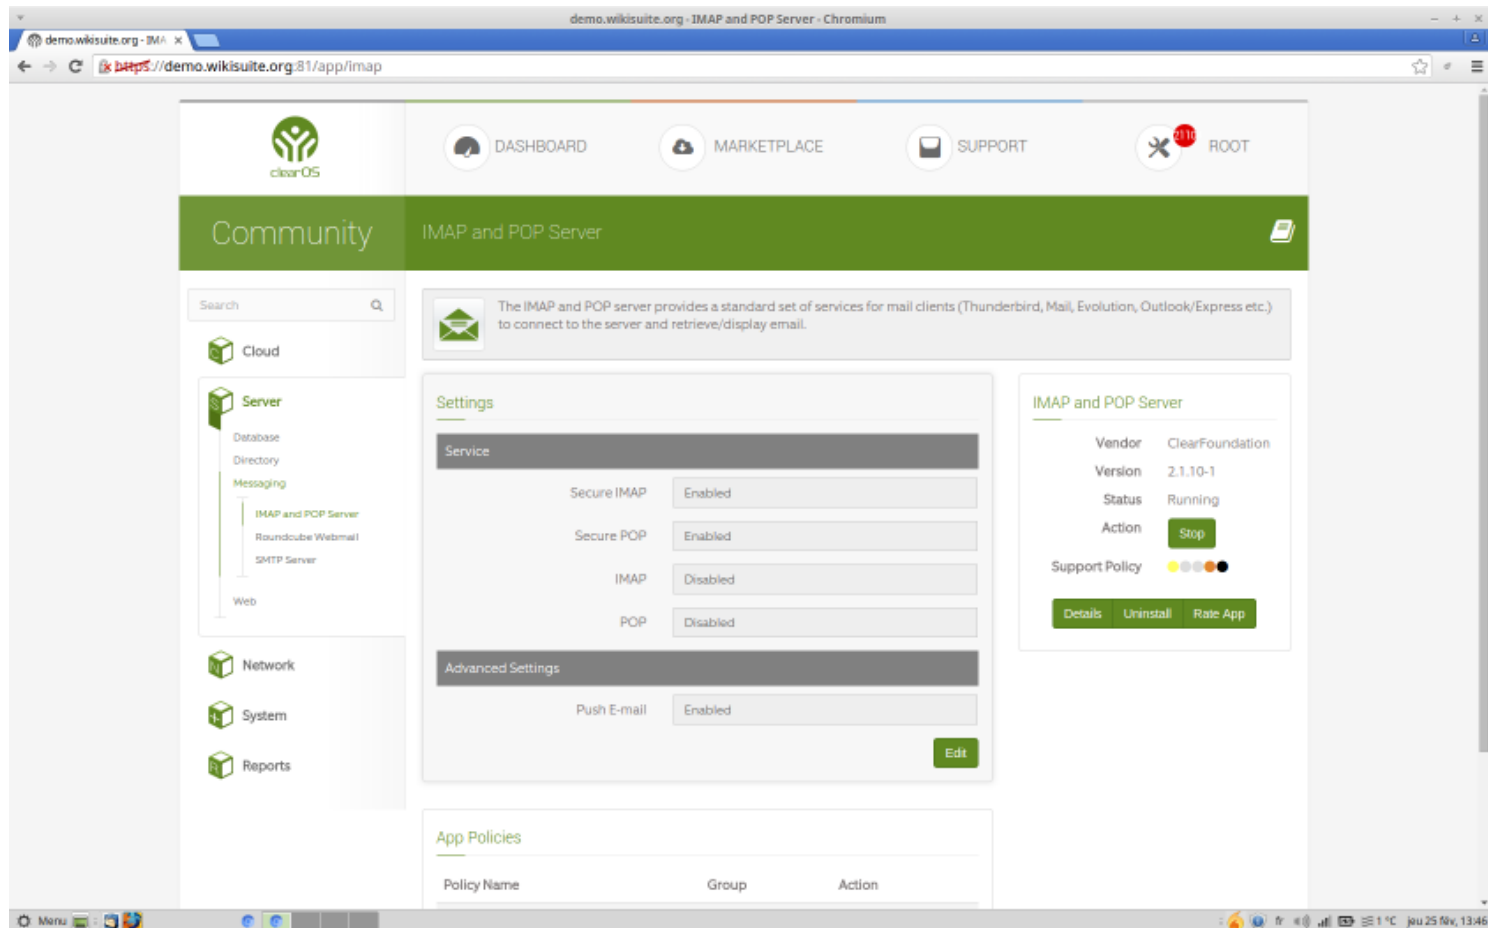 demo.wikisuite.org - IMAP and POP Server - Chromium
demo.wikisuite.org - IMA
https://demo.wikisuite.org:81/app/imap
clearOS
DASHBOARD
MARKETPLACE
SUPPORT
2110
ROOT
Community
IMAP and POP Server
Search
The IMAP and POP server provides a standard set of services for mail clients (Thunderbird, Mail, Evolution, Outlook/Express etc.)
to connect to the server and retrieve/display email.
Cloud
Server
Database
Directory
Messaging
IMAP and POP Server
Roundcube Webmail
SMTP Server
Web
Network
System
Reports
Settings
Service
Secure IMAP Enabled
Secure POP Enabled
IMAP Disabled
POP Disabled
Advanced Settings
Push E-mail Enabled
Edit
IMAP and POP Server
Vendor ClearFoundation
Version 2.1.10-1
Status Running
Action Stop
Support Policy
Details Uninstall Rate App
App Policies
Policy Name Group Action
Menu
fr
1 °C
jeu 25 fév, 13:46